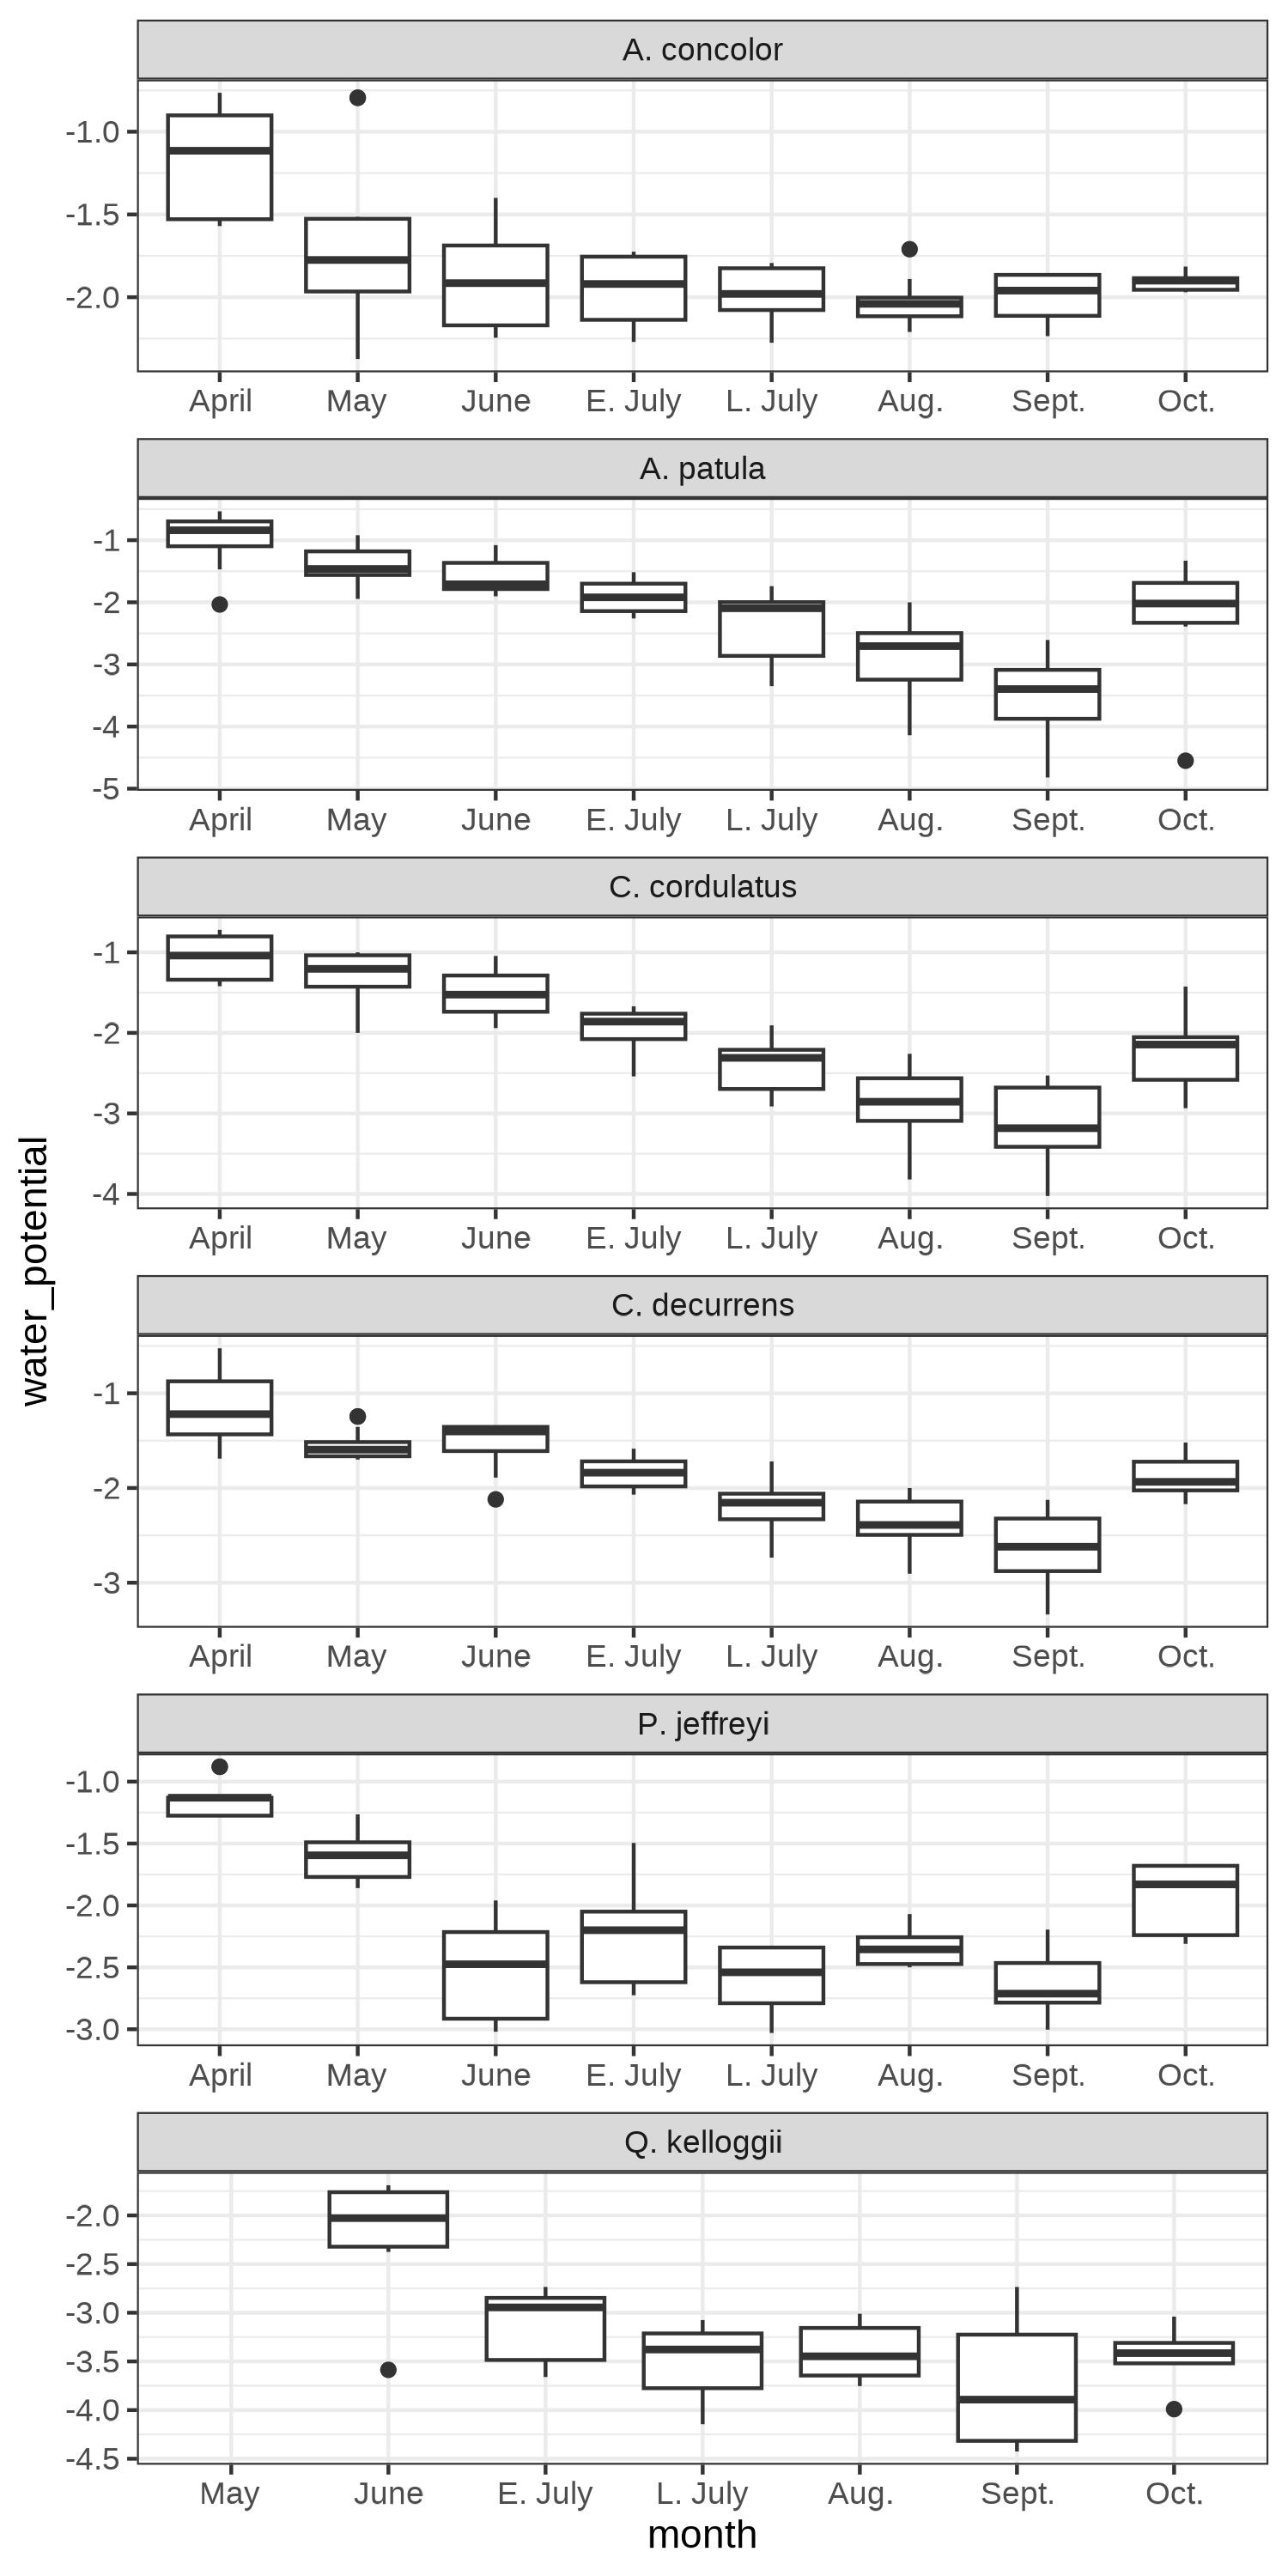 A. concolor
-1.0
-1.5
-2.0
April May June E. July L. July Aug. Sept. Oct.
A. patula
-1
-2
-3
-4
-5
April May June E. July L. July Aug. Sept. Oct.
C. cordulatus
-1
-2
-3
-4
April May June E. July L. July Aug. Sept. Oct.
water_potential
C. decurrens
-1
-2
-3
April May June E. July L. July Aug. Sept. Oct.
P. jeffreyi
-1.0
-1.5
-2.0
-2.5
-3.0
April May June E. July L. July Aug. Sept. Oct.
Q. kelloggii
-2.0
-2.5
-3.0
-3.5
-4.0
-4.5
May June E. July L. July Aug. Sept. Oct.
month